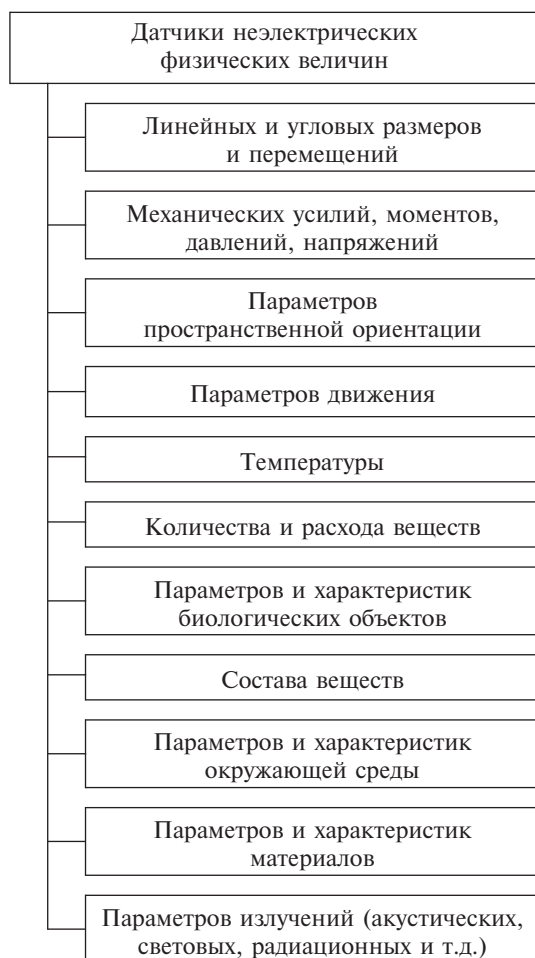 Датчики неэлектрических
физических величин
Линейных и угловых размеров
и перемещений
Механических усилий, моментов,
давлений, напряжений
Параметров
пространственной ориентации
Параметров движения
Температуры
Количества и расхода веществ
Параметров и характеристик
биологических объектов
Состава веществ
Параметров и характеристик
окружающей среды
Параметров и характеристик
материалов
Параметров излучений (акустических,
световых, радиационных и т.д.)